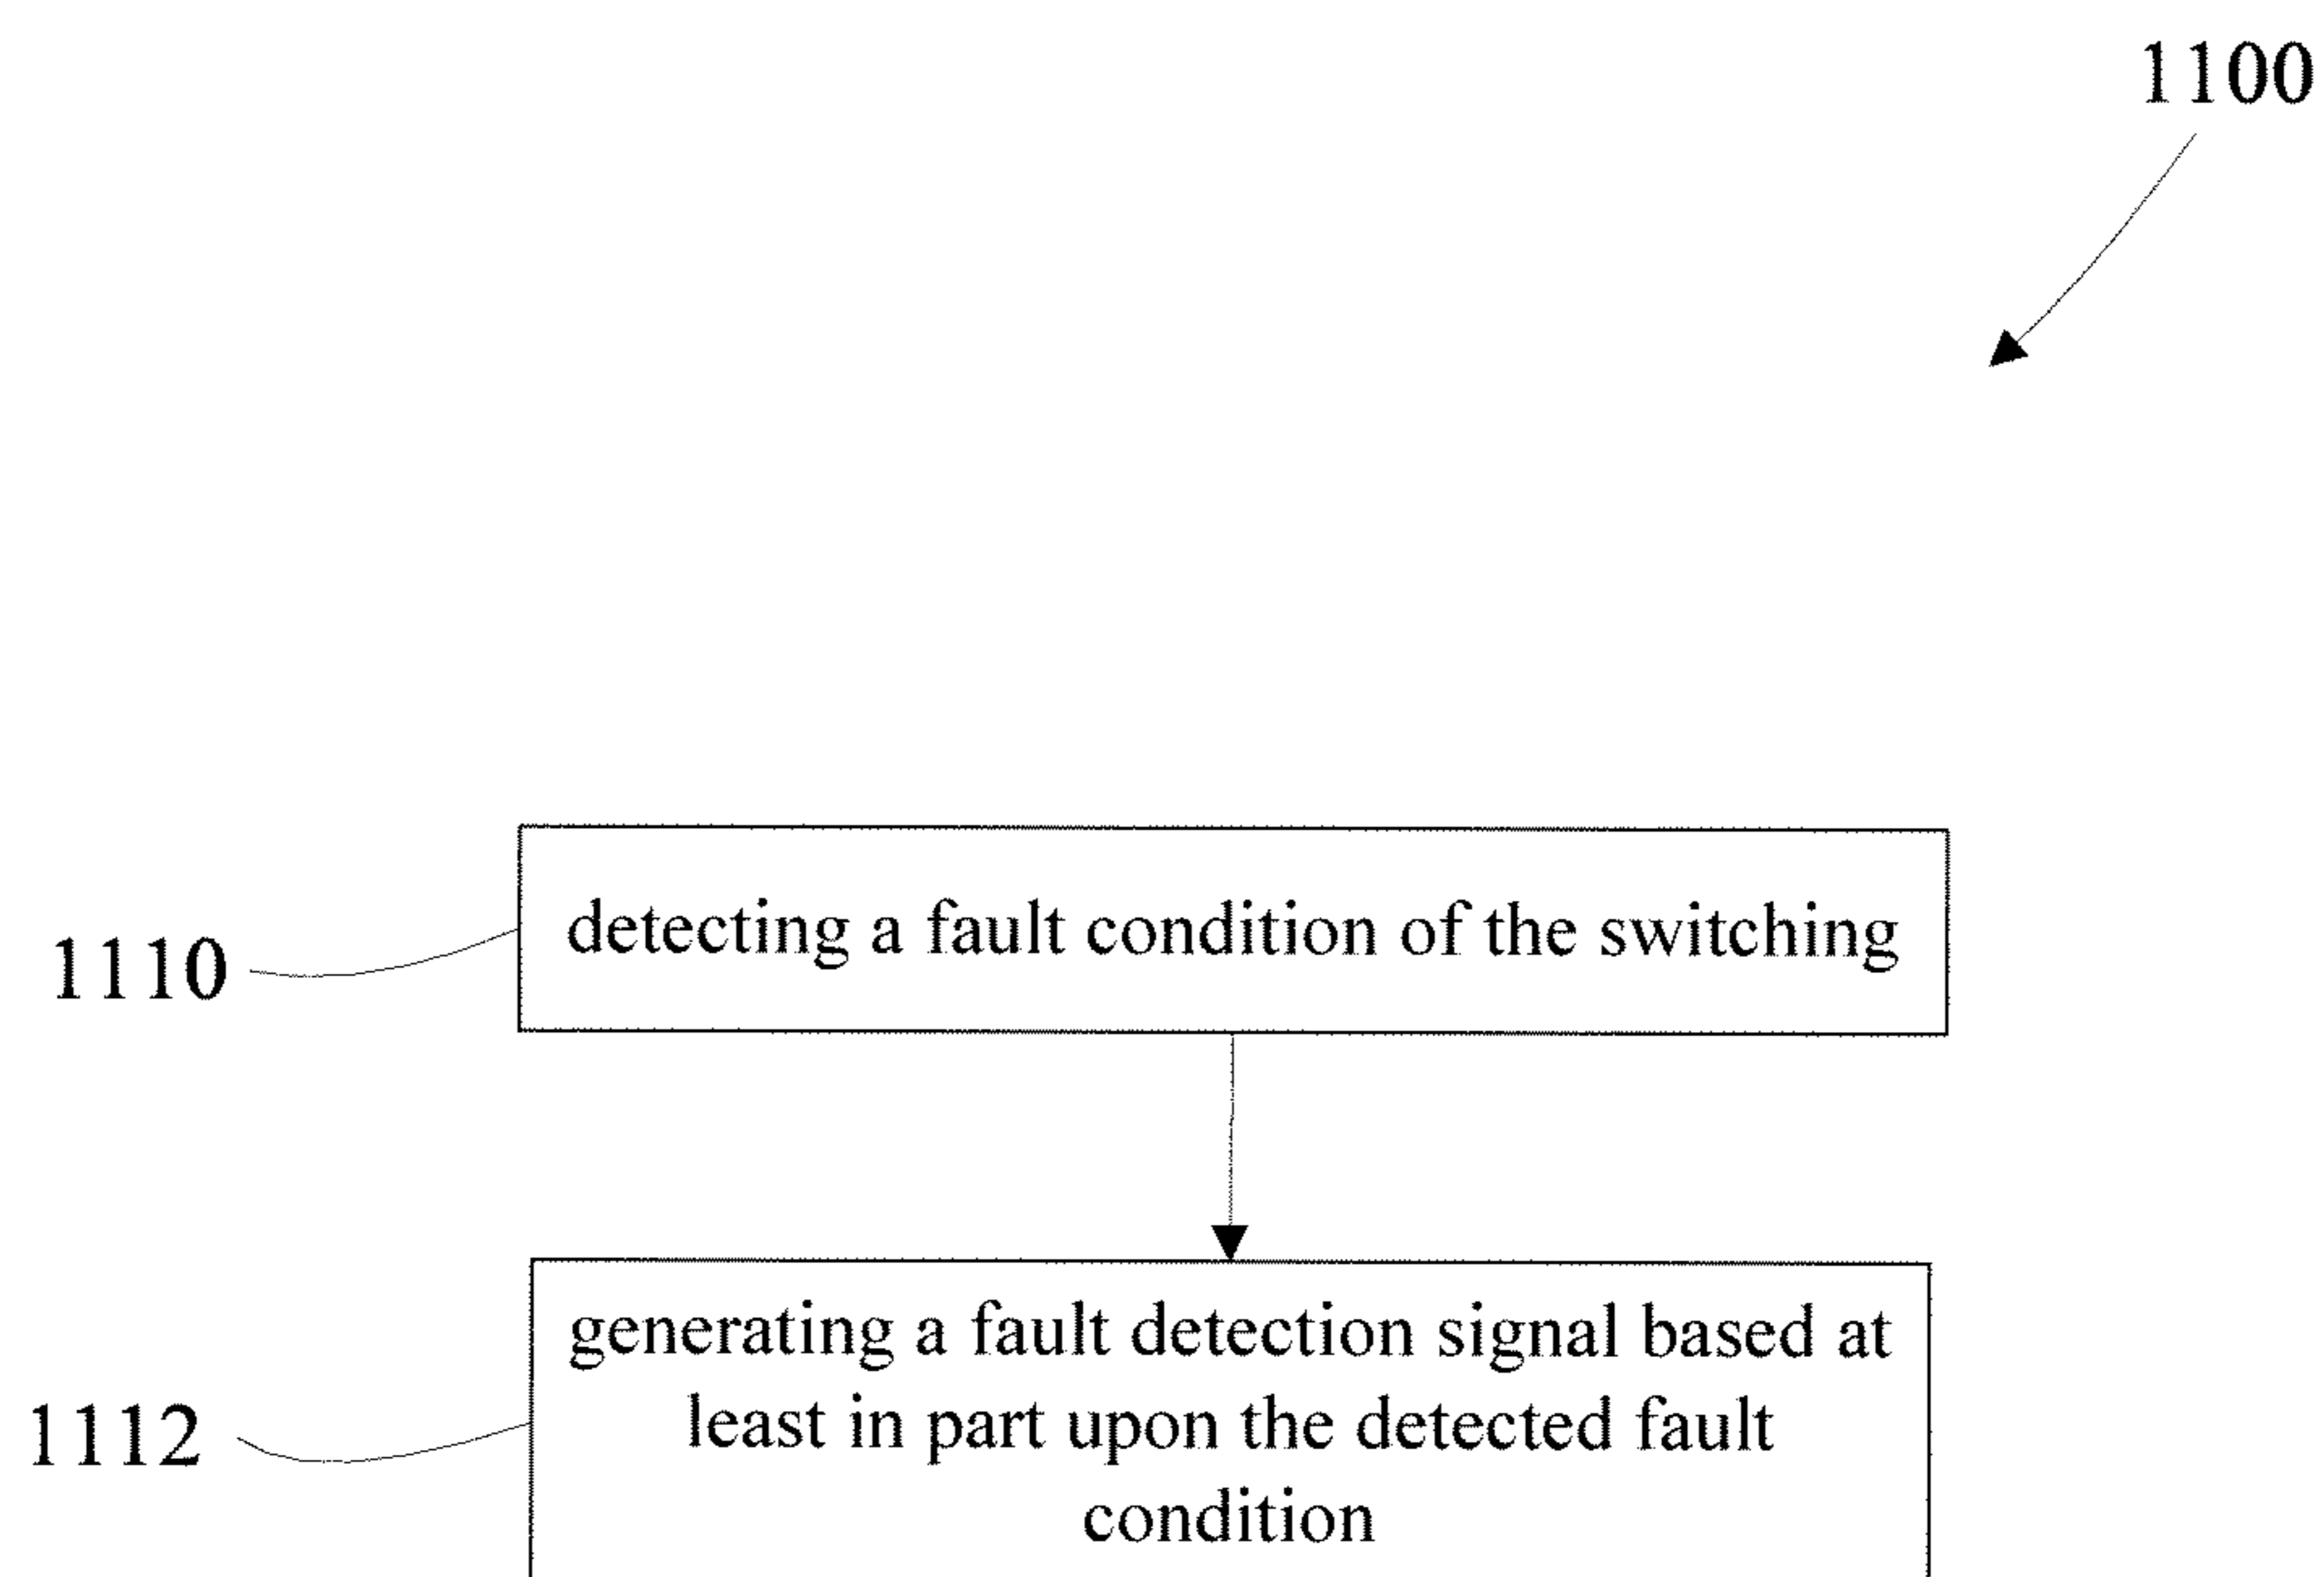 1100
detecting a fault condition of the switching
1110
generating a fault detection signal based at
least in part upon the detected fault
condition
1112